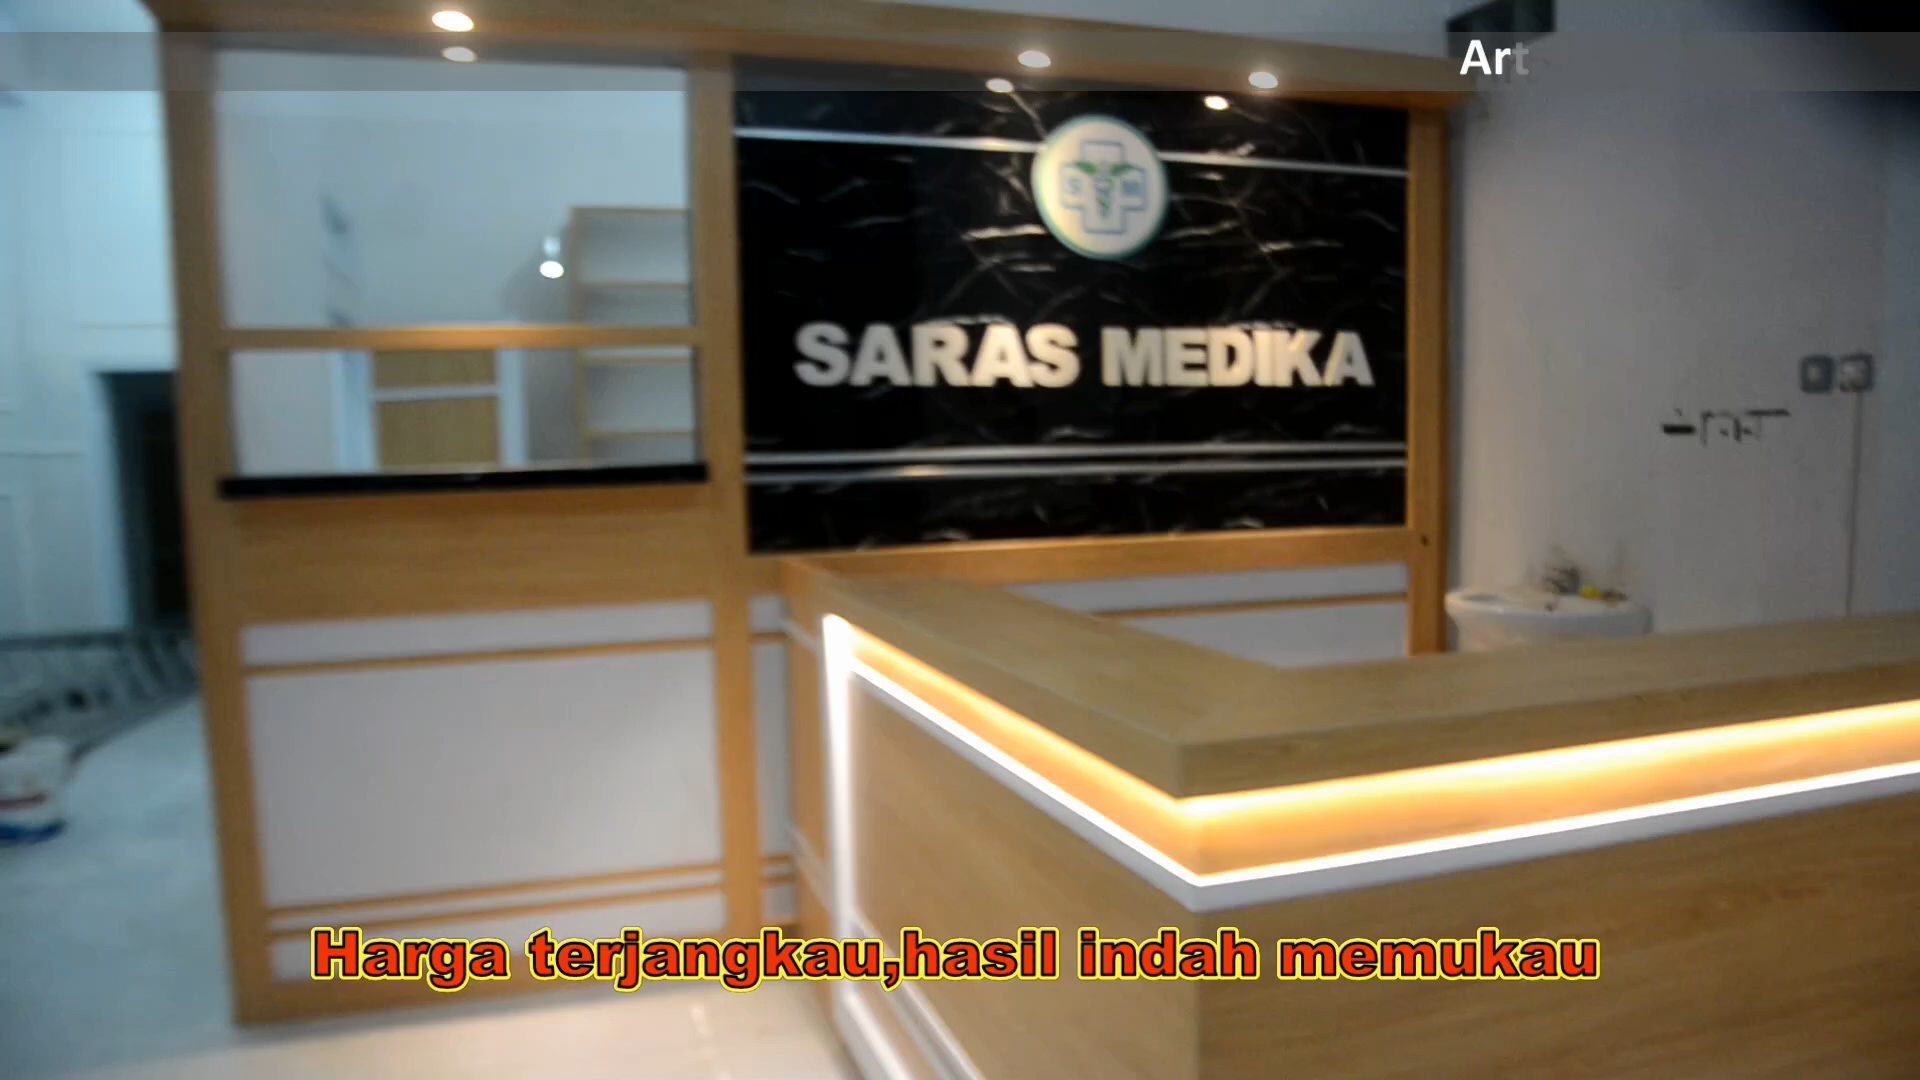 Art
S M
SARAS MEDIKA
Harga terjangkau,hasil indah memukau